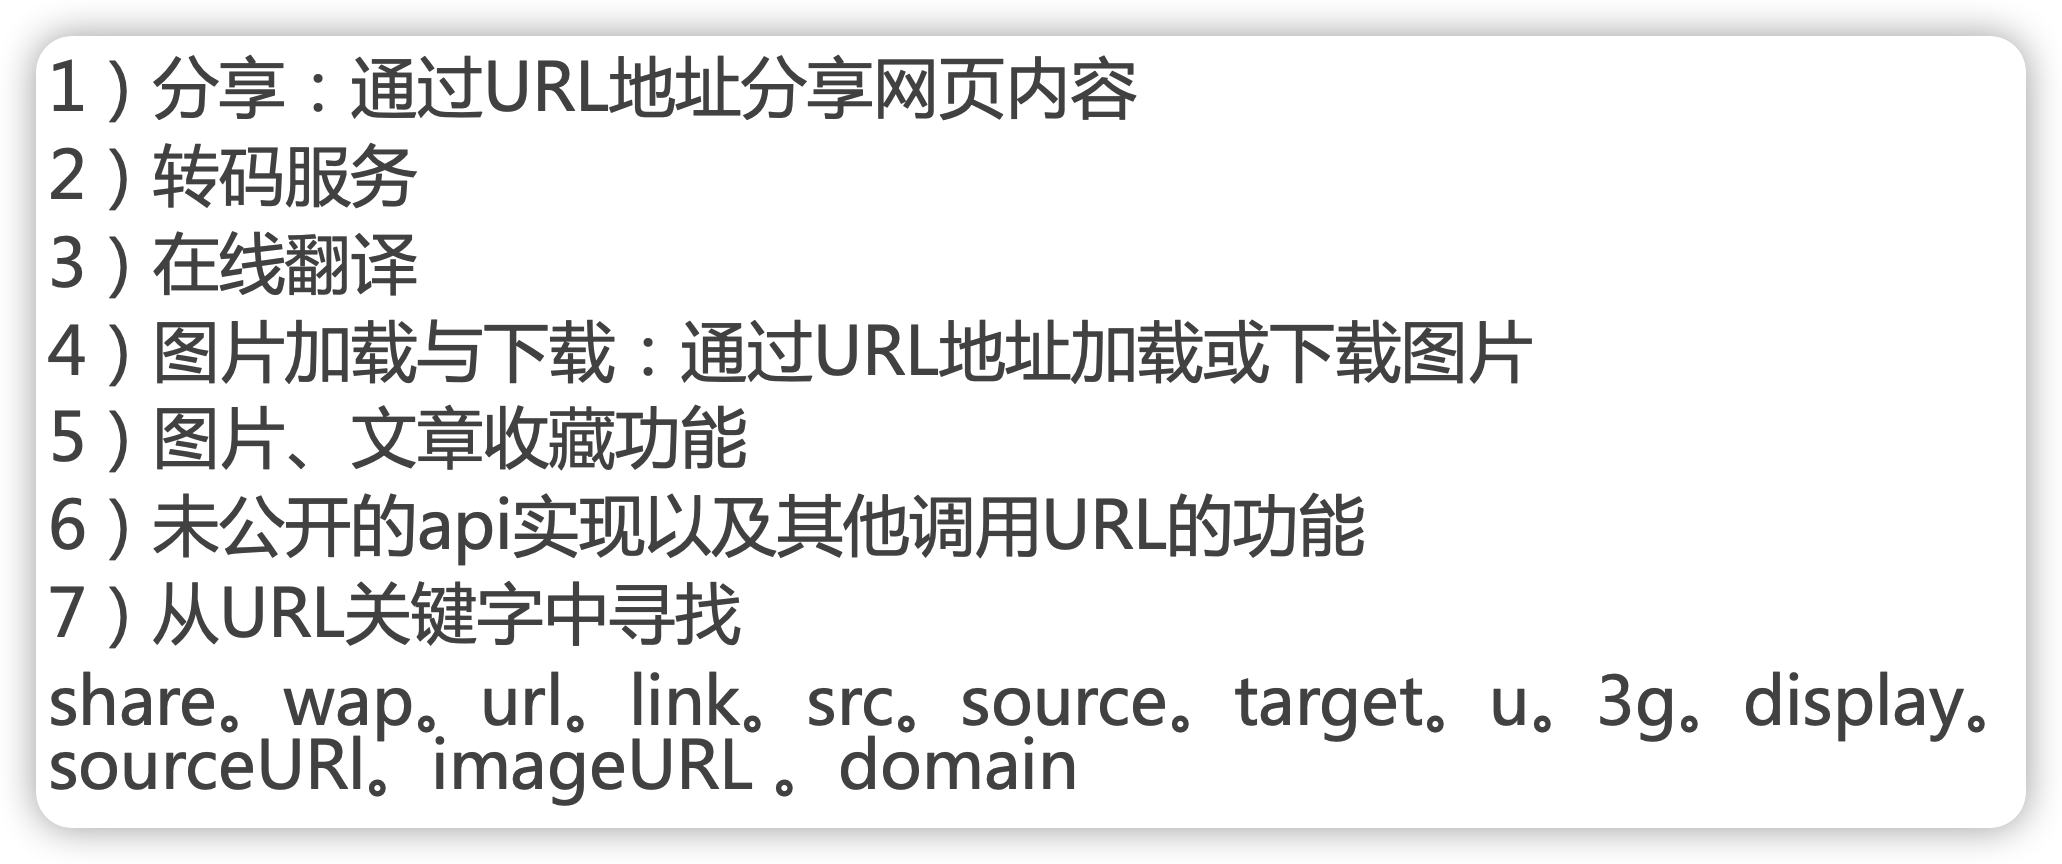 1）分享：通过URL地址分享网页内容
2）转码服务
3）在线翻译
4）图片加载与下载：通过URL地址加载或下载图片
5）图片、文章收藏功能
6）未公开的api实现以及其他调用URL的功能
7）从URL关键字中寻找
share。wap。url。link。src。source。target。u。3g。display。
sourceURl。imageURL 。domain